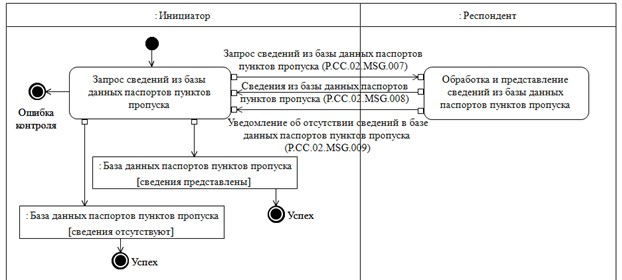 : Инициатор
: Респондент
Запрос сведений из базы данных паспортов
пунктов пропуска (P.CC.02.MSG.007)
Запрос сведений из базы
данных паспортов пунктов
пропуска
Сведения из базы данных паспортов
пунктов пропуска (P.CC.02.MSG.008)
Обработка и представление
сведений из базы данных
паспортов пунктов пропуска
Ошибка
контроля
Уведомление об отсутствии сведений в базе
данных паспортов пунктов пропуска
(P.CC.02.MSG.009)
: База данных паспортов пунктов пропуска
[сведения представлены]
Успех
: База данных паспортов пунктов пропуска
[сведения отсутствуют]
Успех